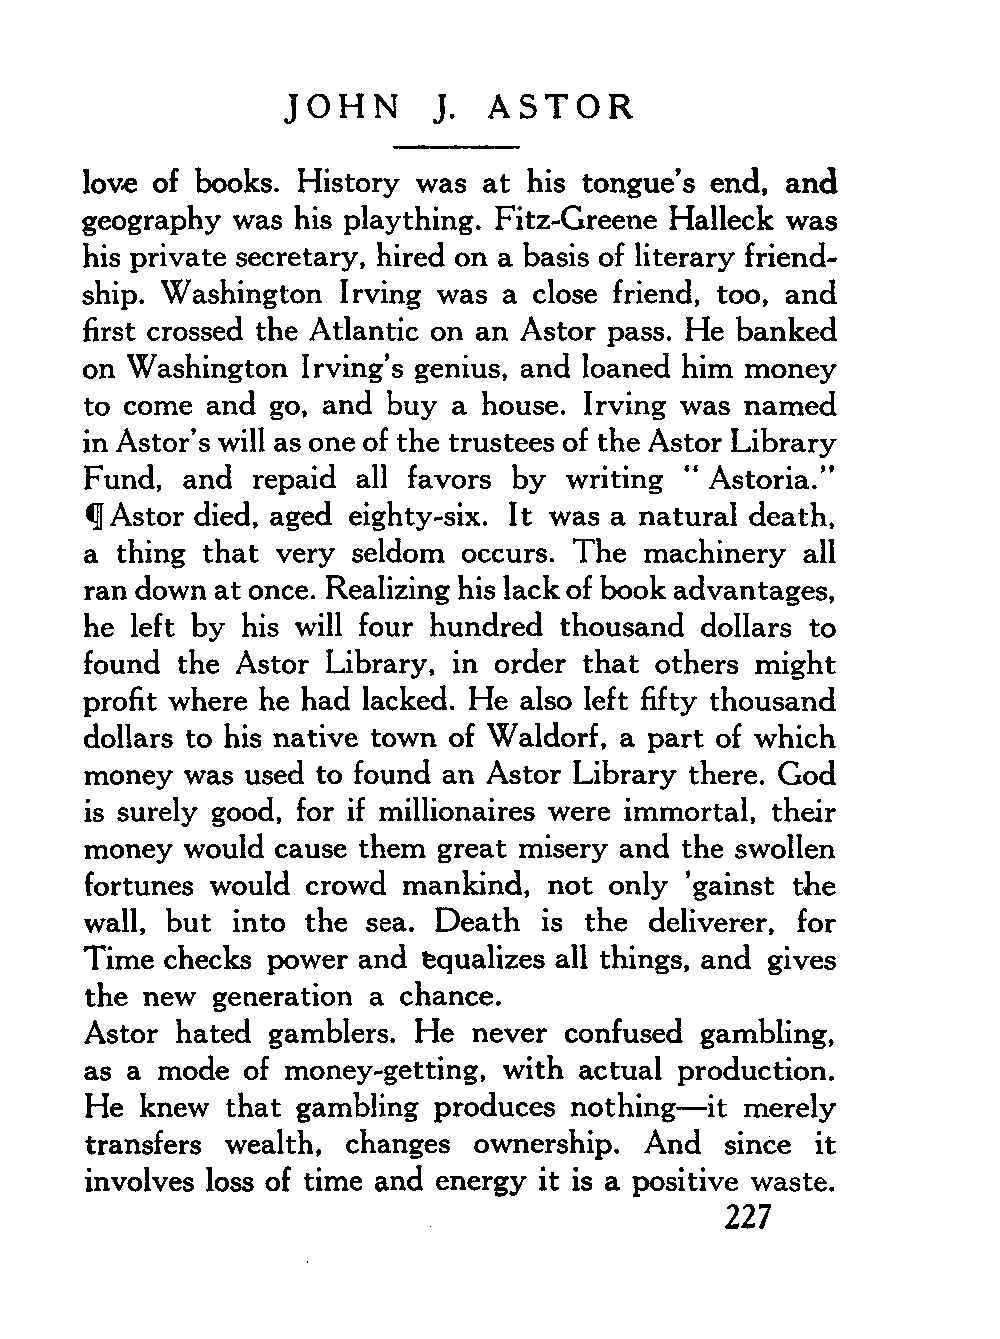 JOHN J. ASTOR
love of books. History was at his tongue's end, and
geography was his plaything. Fitz-Greene Halleck was
his private secretary, hired on a basis of literary friend-
ship. Washington Irving was a close friend, too, and
first crossed the Atlantic on an Astor pass. He banked
on Washington Irving's genius, and loaned him money
to come and go, and buy a house. Irving was named
in Astor's will as one of the trustees of the Astor Library
Fund, and repaid all favors by writing “Astoria.”
¶ Astor died, aged eighty-six. It was a natural death,
a thing that very seldom occurs. The machinery all
ran down at once. Realizing his lack of book advantages,
he left by his will four hundred thousand dollars to
found the Astor Library, in order that others might
profit where he had lacked. He also left fifty thousand
dollars to his native town of Waldorf, a part of which
money was used to found an Astor Library there. God
is surely good, for if millionaires were immortal, their
money would cause them great misery and the swollen
fortunes would crowd mankind, not only 'gainst the
wall, but into the sea. Death is the deliverer, for
Time checks power and equalizes all things, and gives
the new generation a chance.
Astor hated gamblers. He never confused gambling,
as a mode of money-getting, with actual production.
He knew that gambling produces nothing—it merely
transfers wealth, changes ownership. And since it
involves loss of time and energy it is a positive waste.
227